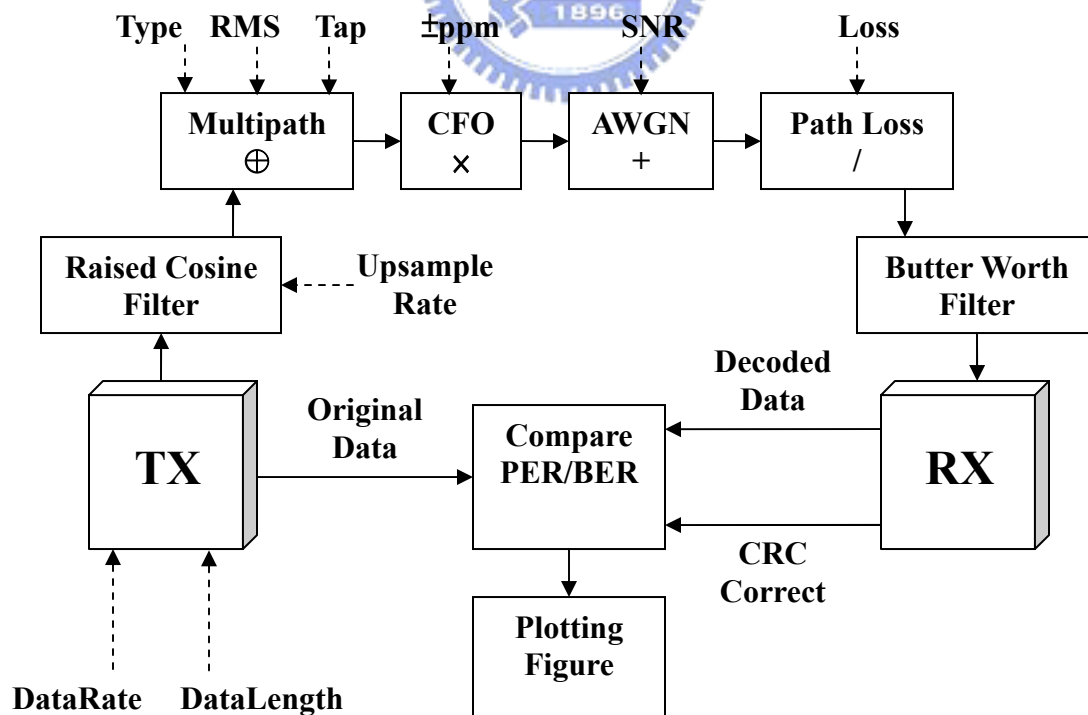 1896
Type RMS Tap ±ppm SNR Loss
Multipath
⊕
CFO
×
AWGN
+
Path Loss
/
Raised Cosine
Filter
Upsample
Rate
Butter Worth
Filter
TX
Original
Data
Compare
PER/BER
Decoded
Data
RX
CRC
Correct
Plotting
Figure
DataRate DataLength